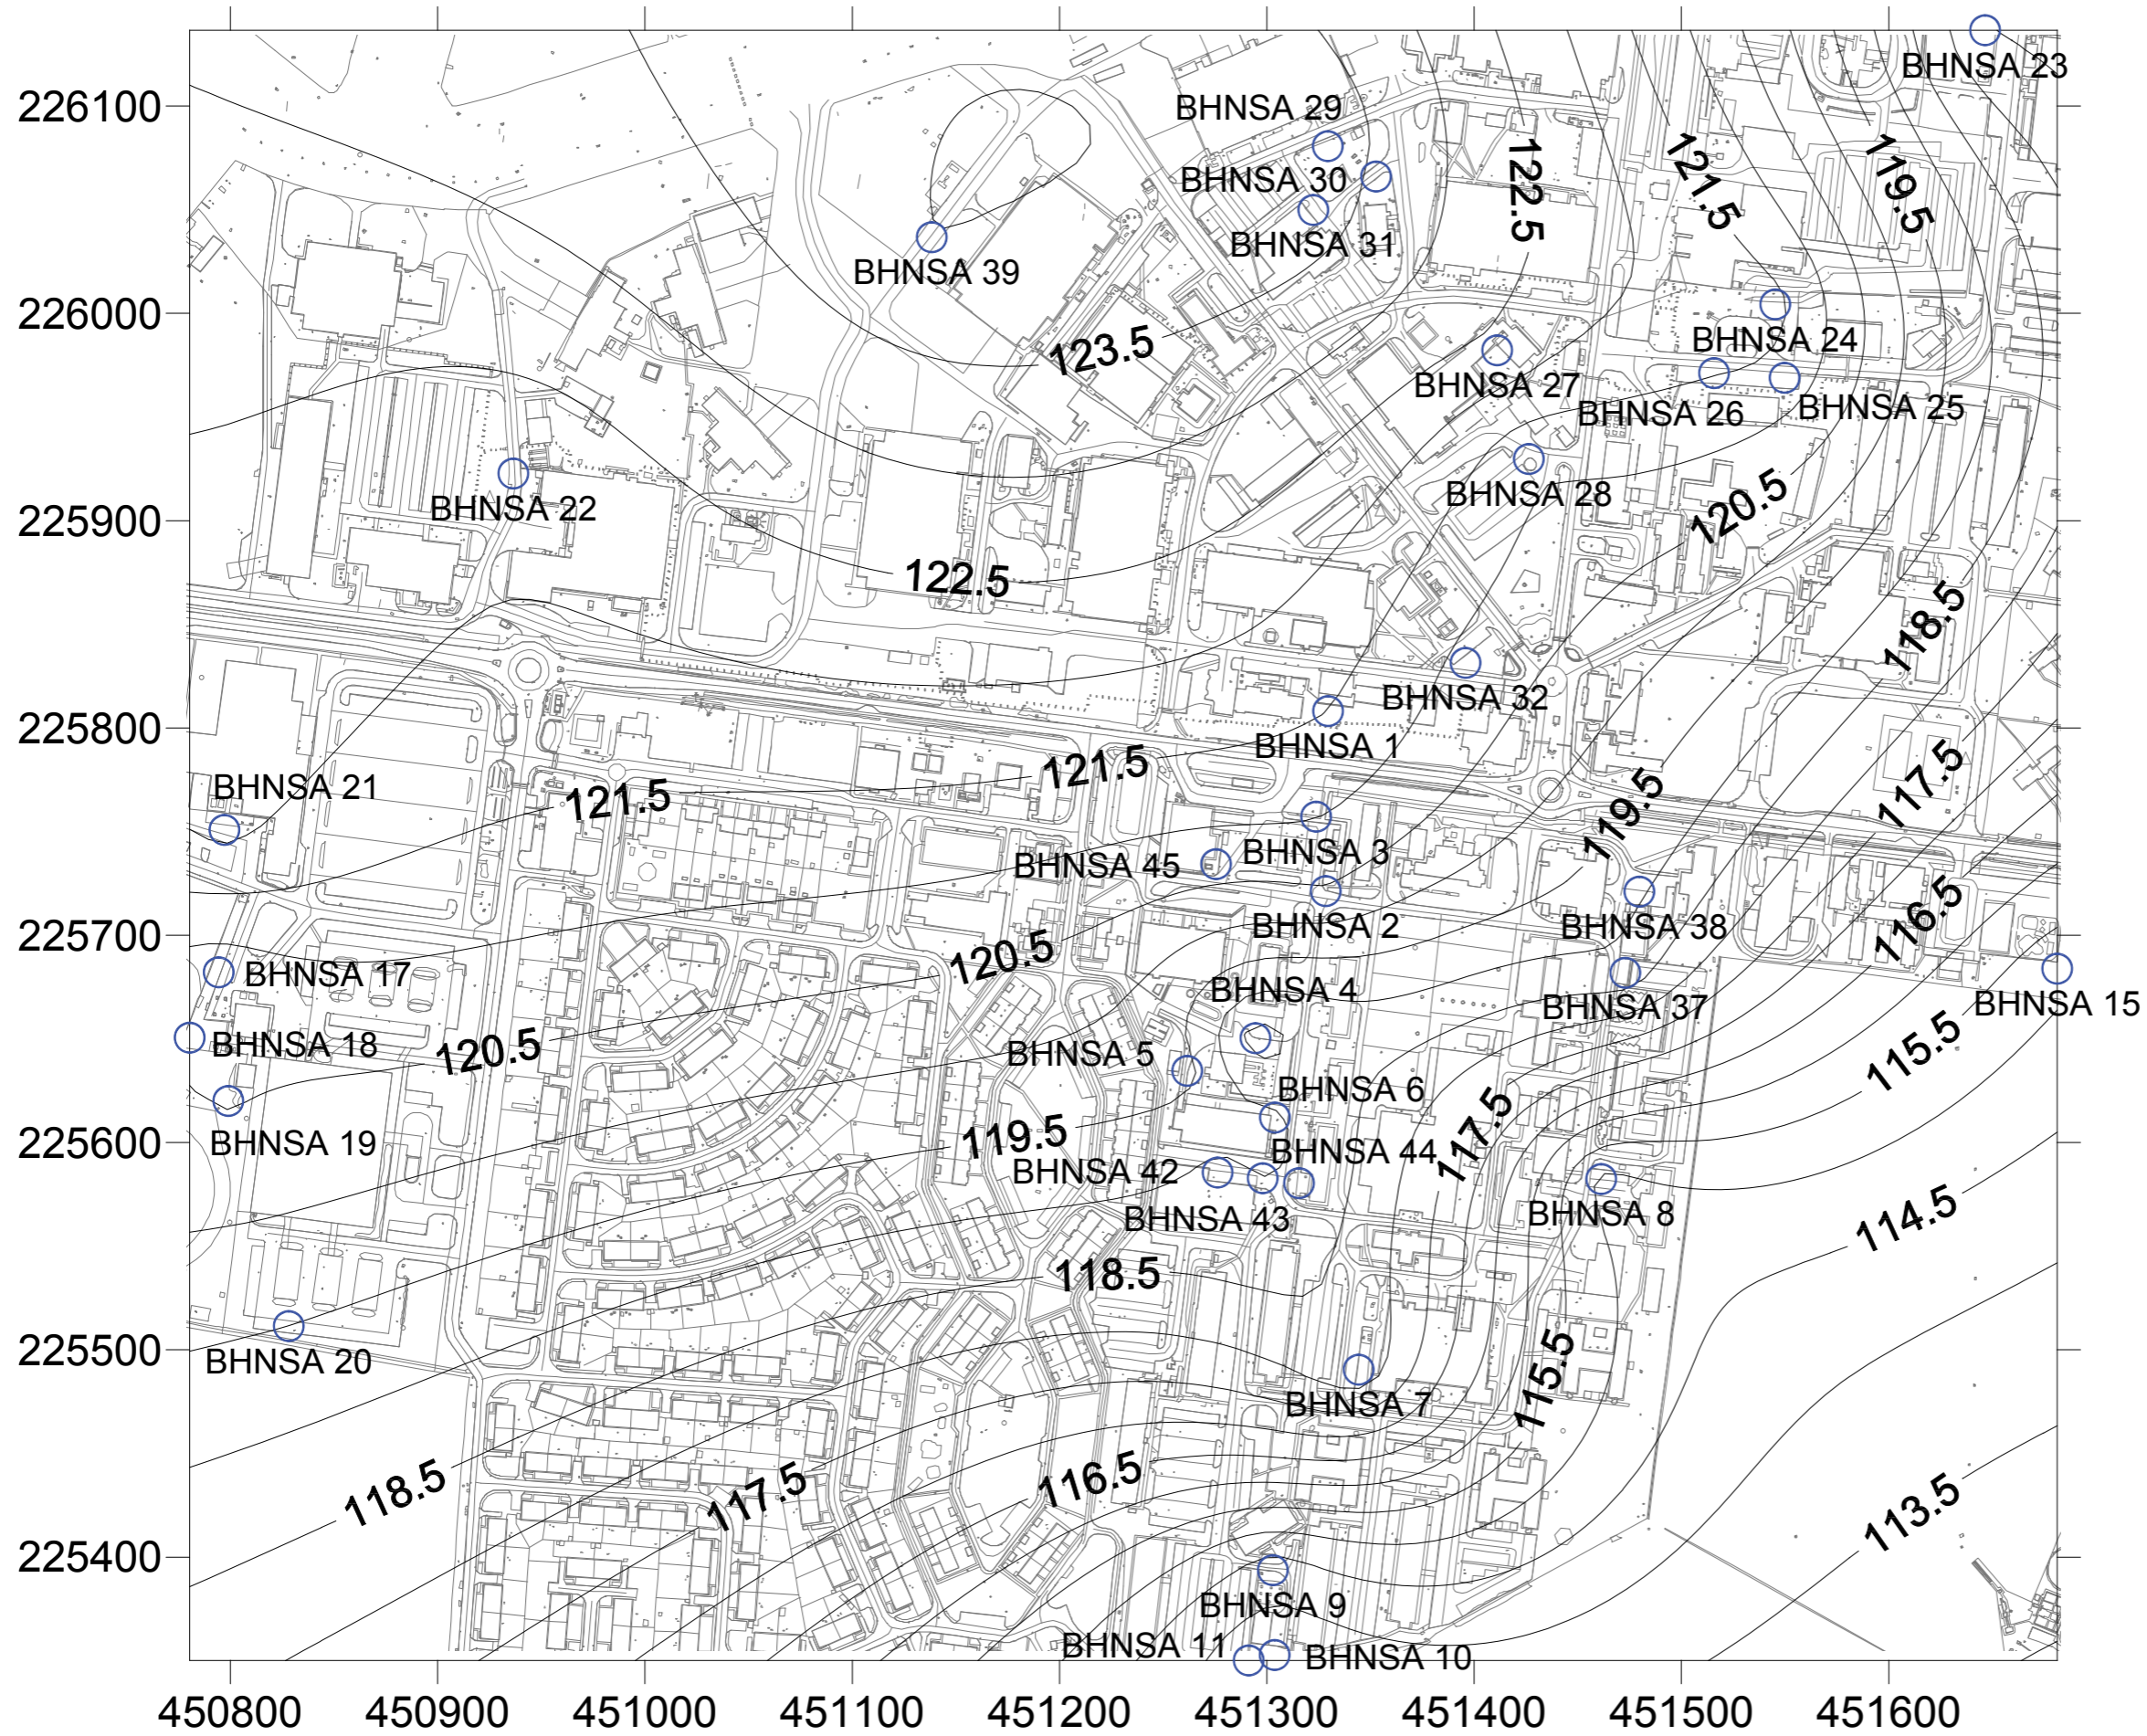 BHNSA 23
226100
BHNSA 29
122.5
121.5
119.5
BHNSA 30
BHNSA 31
BHNSA 39
226000
123.5
BHNSA 24
BHNSA 27
BHNSA 26
BHNSA 25
BHNSA 22
BHNSA 28
225900
120.5
122.5
118.5
BHNSA 32
225800
BHNSA 1
121.5
BHNSA 21
121.5
119.5
117.5
BHNSA 45
BHNSA 3
225700
BHNSA 2
BHNSA 38
116.5
120.5
BHNSA 17
BHNSA 4
BHNSA 37
BHNSA 15
BHNSA 18
120.5
BHNSA 5
115.5
BHNSA 6
225600
BHNSA 19
119.5
BHNSA 44
117.5
BHNSA 42
BHNSA 43
BHNSA 8
114.5
118.5
225500
BHNSA 20
115.5
BHNSA 7
118.5
117.5
116.5
113.5
225400
BHNSA 9
BHNSA 11
BHNSA 10
450800 450900 451000 451100 451200 451300 451400 451500 451600